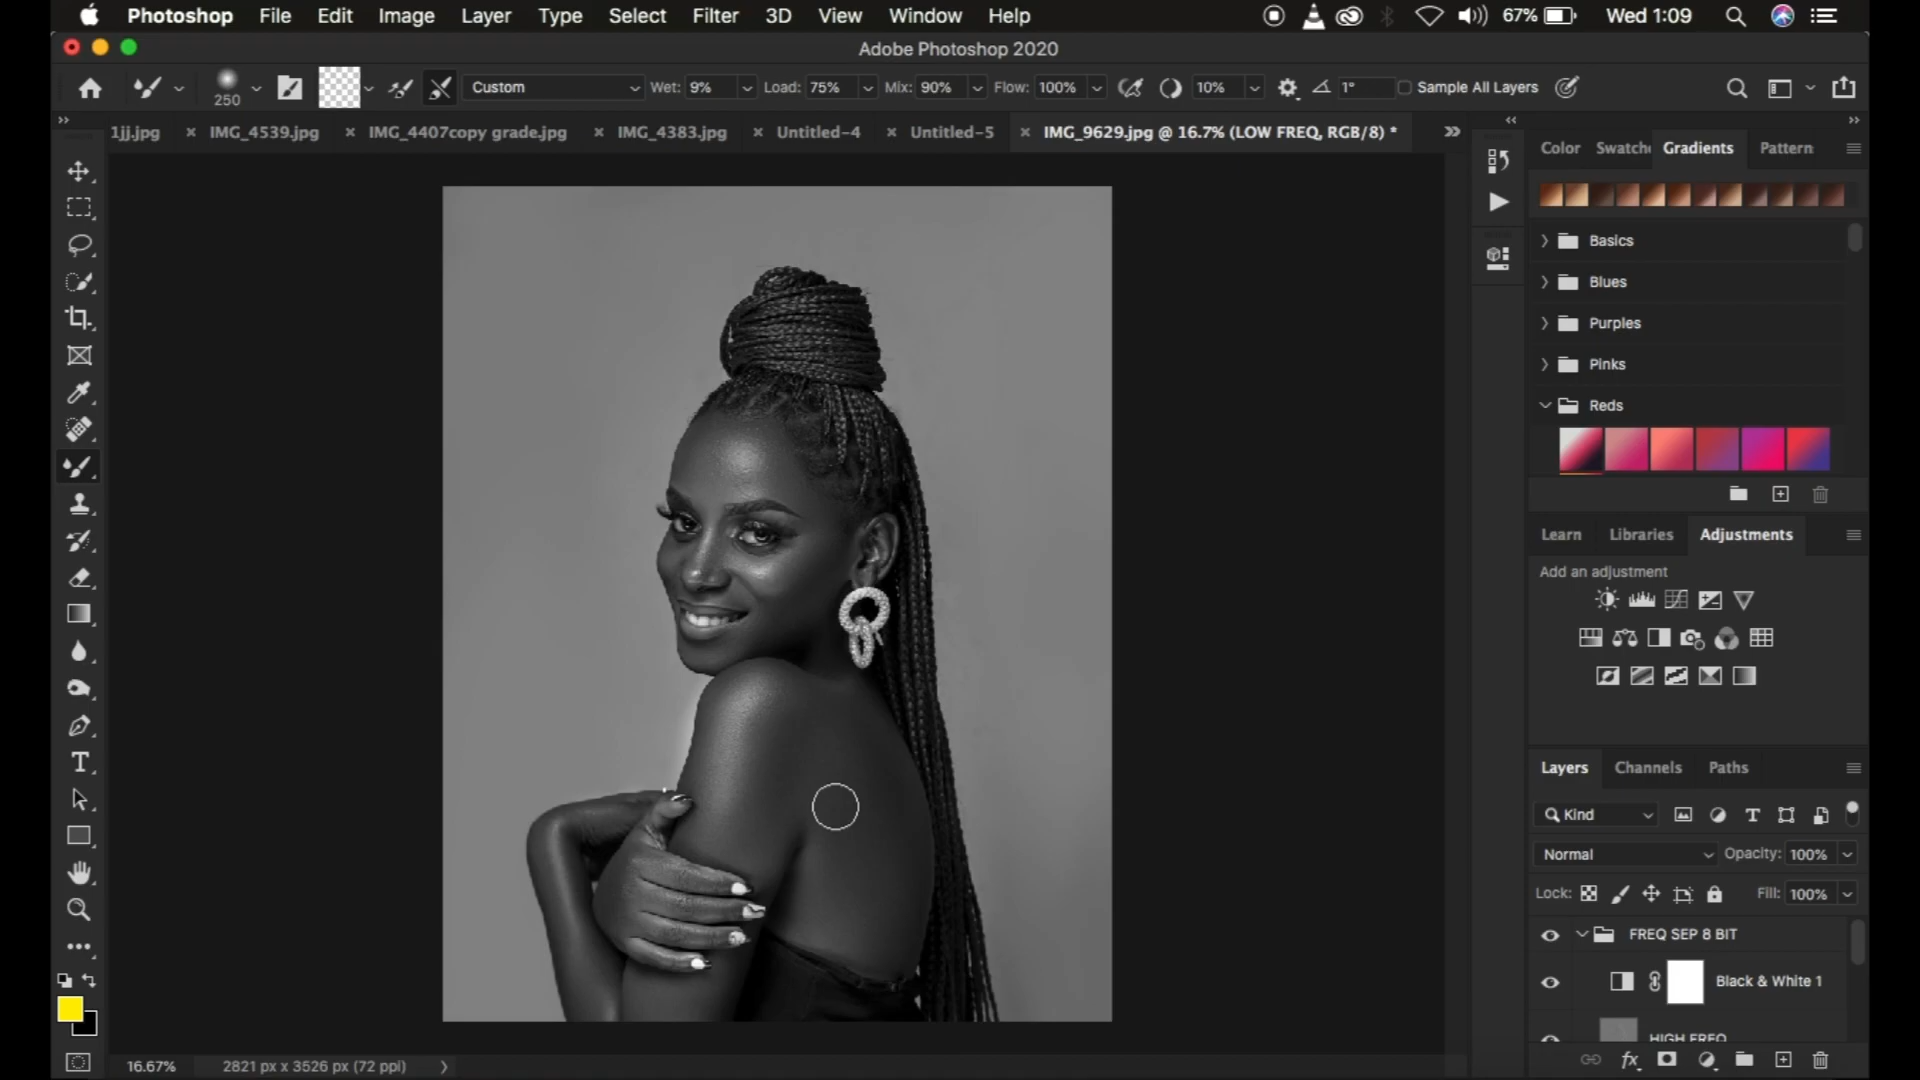 Photoshop File Edit Image Layer Type Select Filter 3D View Window Help 67% Wed 1:09
Adobe Photoshop 2020
250 Custom Wet: 9% Load: 75% Mix: 90% Flow: 100% 10% 1° Sample All Layers
1jj.jpg IMG_4539.jpg IMG_4407copy grade.jpg IMG_4383.jpg Untitled-4 Untitled-5 IMG_9629.jpg @ 16.7% (LOW FREQ, RGB/8) *
Color Swatche Gradients Pattern
Basics
Blues
Purples
Pinks
Reds
Learn Libraries Adjustments
Add an adjustment
Layers Channels Paths
Kind
Normal Opacity: 100%
Lock: Fill: 100%
FREQ SEP 8 BIT
Black & White 1
HIGH FREQ
16.67% 2821 px x 3526 px (72 ppi)